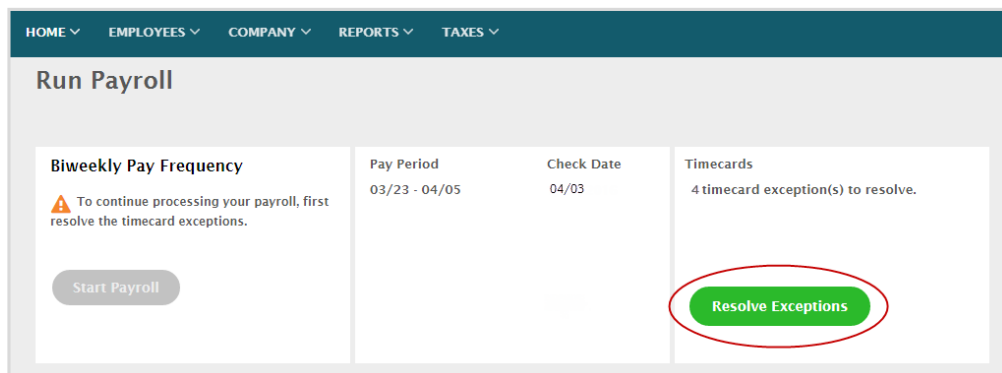 HOME EMPLOYEES COMPANY REPORTS TAXES
Run Payroll
Biweekly Pay Frequency
To continue processing your payroll, first
resolve the timecard exceptions.
Start Payroll
Pay Period
03/23 - 04/05
Check Date
04/03
Timecards
4 timecard exception(s) to resolve.
Resolve Exceptions